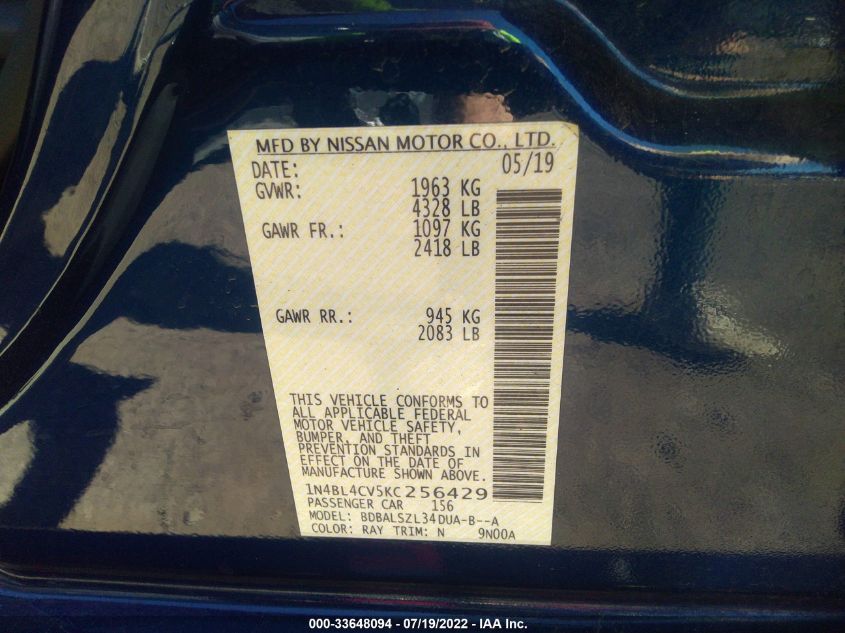 MFD BY NISSAN MOTOR CO., LTD.
DATE: 05/19
GVWR: 1963 KG
4328 LB
GAWR FR.: 1097 KG
2418 LB
GAWR RR.: 945 KG
2083 LB
THIS VEHICLE CONFORMS TO
ALL APPLICABLE FEDERAL
MOTOR VEHICLE SAFETY,
BUMPER, AND THEFT
PREVENTION STANDARDS IN
EFFECT ON THE DATE OF
MANUFACTURE SHOWN ABOVE.
1N4BL4CV5KC256429
PASSENGER CAR 156
MODEL: BDBALSZL34DUA-B--A
COLOR: RAY TRIM: N 9N00A
000-33648094 - 07/19/2022 - IAA Inc.